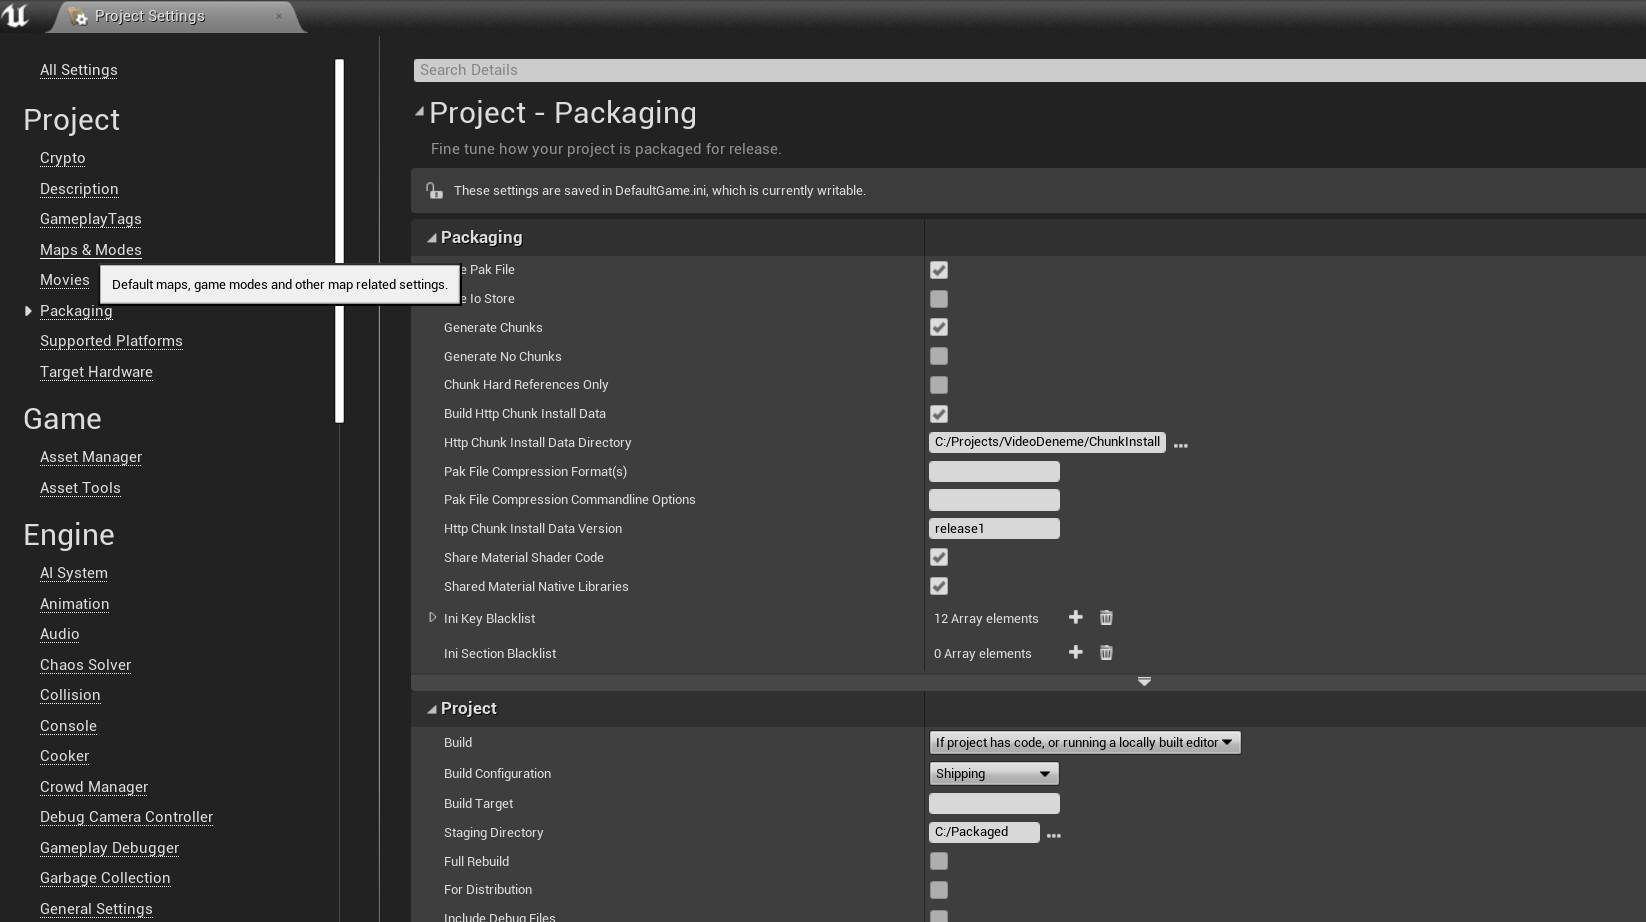 Project Settings
All Settings
Project
Crypto
Description
GameplayTags
Maps & Modes
Movies
Default maps, game modes and other map related settings.
Packaging
Supported Platforms
Target Hardware
Game
Asset Manager
Asset Tools
Engine
AI System
Animation
Audio
Chaos Solver
Collision
Console
Cooker
Crowd Manager
Debug Camera Controller
Gameplay Debugger
Garbage Collection
General Settings
Search Details
Project - Packaging
Fine tune how your project is packaged for release.
These settings are saved in DefaultGame.ini, which is currently writable.
Packaging
Pak File
Io Store
Generate Chunks
Generate No Chunks
Chunk Hard References Only
Build Http Chunk Install Data
Http Chunk Install Data Directory C:/Projects/VideoDeneme/ChunkInstall ...
Pak File Compression Format(s)
Pak File Compression Commandline Options
Http Chunk Install Data Version release1
Share Material Shader Code
Shared Material Native Libraries
Ini Key Blacklist 12 Array elements
Ini Section Blacklist 0 Array elements
Project
Build If project has code, or running a locally built editor
Build Configuration Shipping
Build Target
Staging Directory C:/Packaged ...
Full Rebuild
For Distribution
Include Debug Files